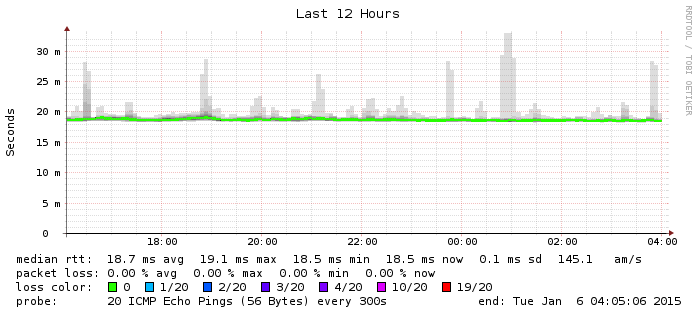 Last 12 Hours
RRDTOOL / TOBI OETIKER
Seconds
30 m
25 m
20 m
15 m
10 m
5 m
0
18:00 20:00 22:00 00:00 02:00 04:00
median rtt: 18.7 ms avg 19.1 ms max 18.5 ms min 18.5 ms now 0.1 ms sd 145.1 am/s
packet loss: 0.00 % avg 0.00 % max 0.00 % min 0.00 % now
loss color: 0 1/20 2/20 3/20 4/20 10/20 19/20
probe: 20 ICMP Echo Pings (56 Bytes) every 300s end: Tue Jan 6 04:05:06 2015